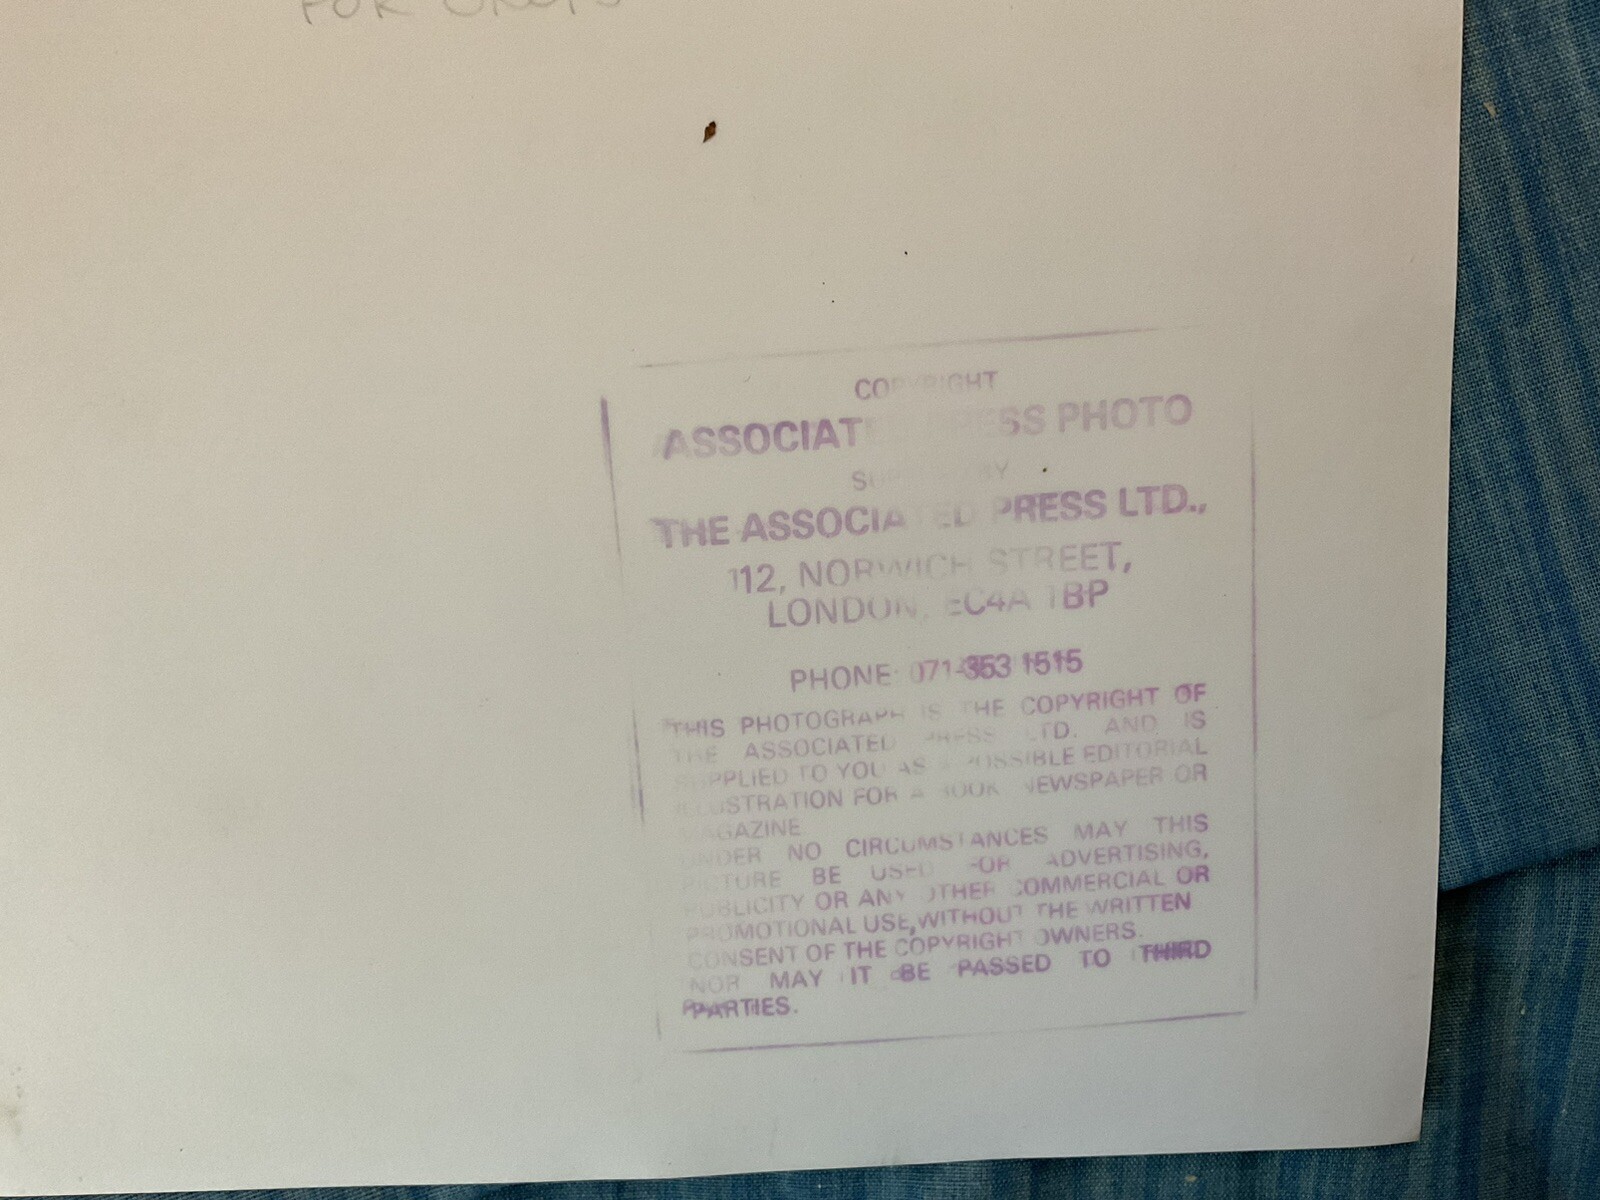 FOR
COPYRIGHT
ASSOCIATED PRESS PHOTO
SUPPLIED BY
THE ASSOCIATED PRESS LTD.,
112, NORWICH STREET,
LONDON, EC4A 1BP
PHONE: 071-353 1515
THIS PHOTOGRAPH IS THE COPYRIGHT OF
THE ASSOCIATED PRESS LTD. AND IS
SUPPLIED TO YOU AS A POSSIBLE EDITORIAL
ILLUSTRATION FOR A BOOK NEWSPAPER OR
MAGAZINE
UNDER NO CIRCUMSTANCES MAY THIS
PICTURE BE USED FOR ADVERTISING,
PUBLICITY OR ANY OTHER COMMERCIAL OR
PROMOTIONAL USE, WITHOUT THE WRITTEN
CONSENT OF THE COPYRIGHT OWNERS.
NOR MAY IT BE PASSED TO THIRD
PARTIES.